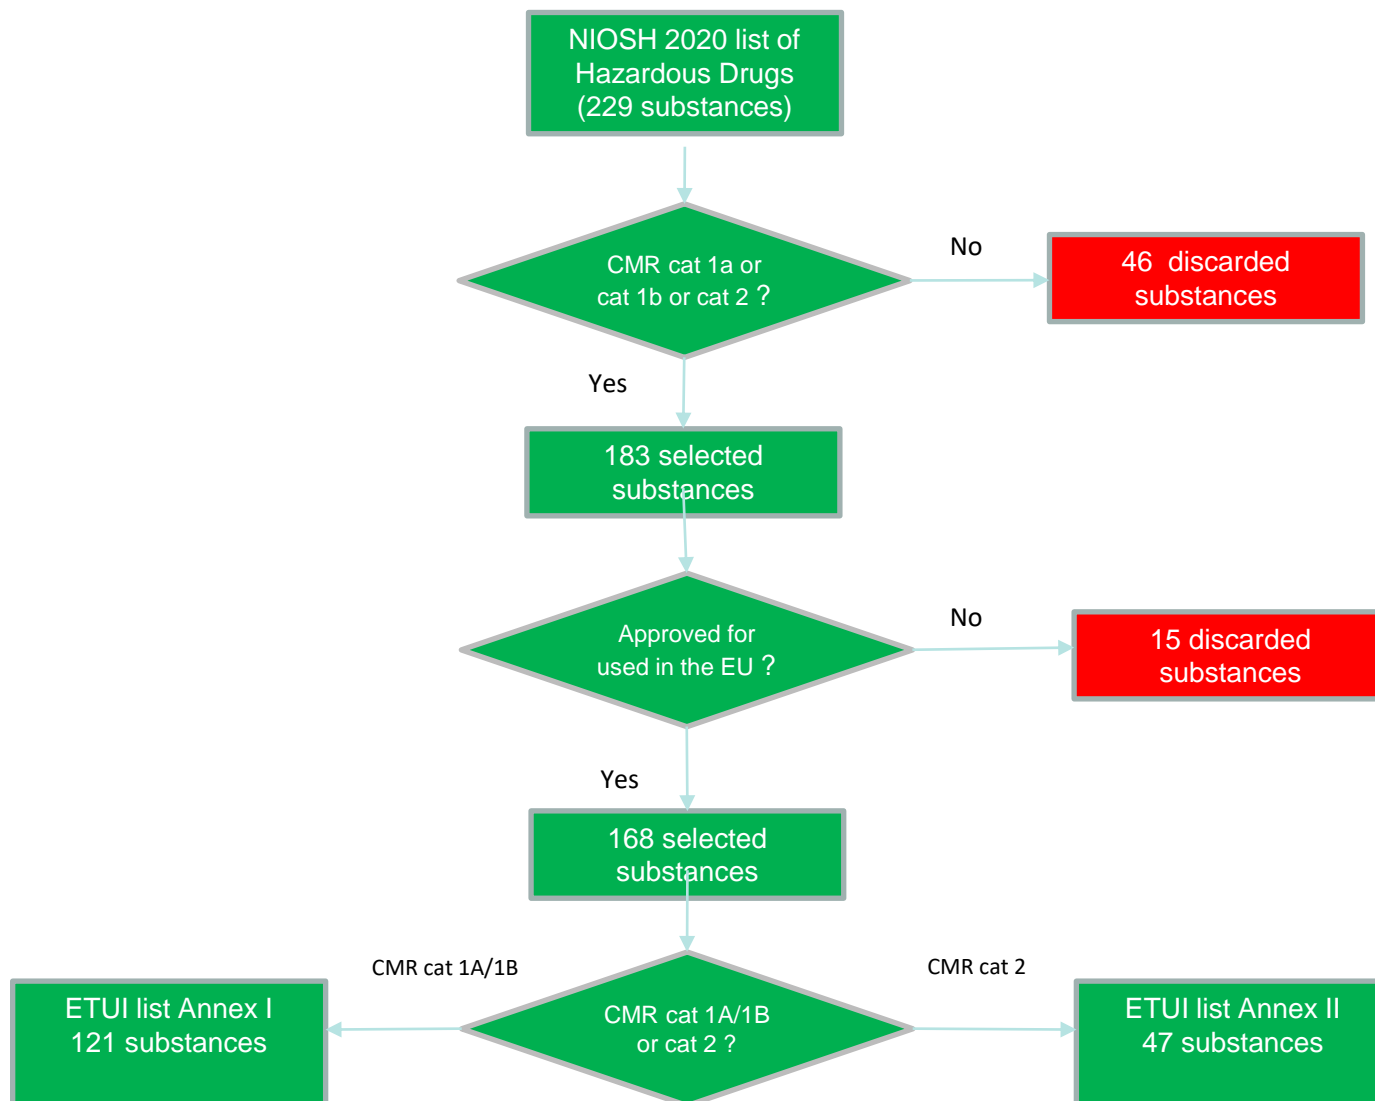 NIOSH 2020 list of
Hazardous Drugs
(229 substances)
CMR cat 1a or
cat 1b or cat 2 ?
No
46  discarded
substances
Yes
183 selected
substances
Approved for
used in the EU ?
No
15 discarded
substances
Yes
168 selected
substances
CMR cat 1A/1B
CMR cat 2
ETUI list Annex I
121 substances
CMR cat 1A/1B
or cat 2 ?
ETUI list Annex II
47 substances